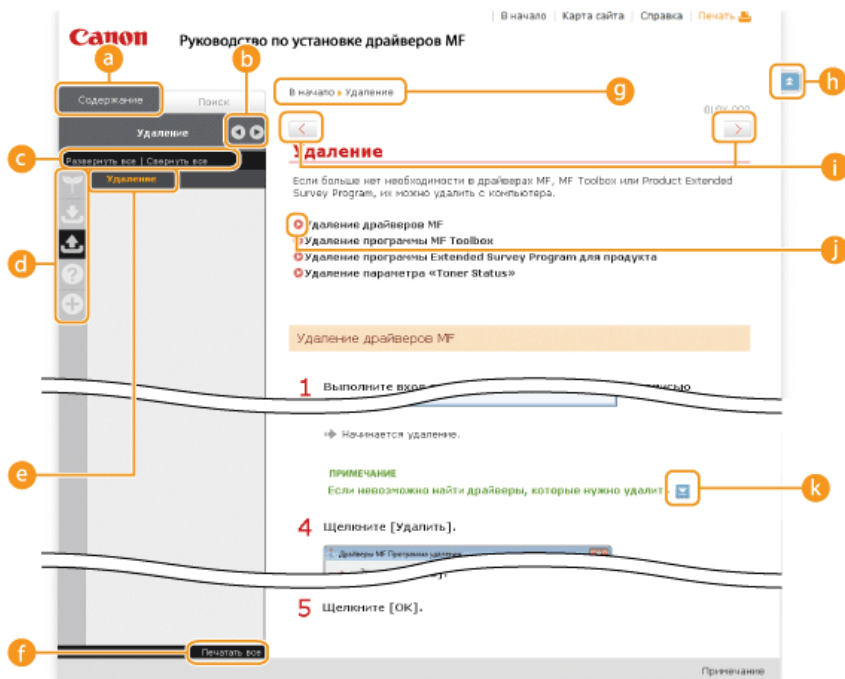 В начало | Карта сайта | Справка | Печать
Canon Руководство по установке драйверов MF
a
b
Содержание
Поиск
В начало Удаление
g
h
Удаление
c
Развернуть все | Свернуть все
Удаление
i
Удаление
Если больше нет необходимости в драйверах MF, MF Toolbox или Product Extended
Survey Program, их можно удалить с компьютера.
d
Удаление драйверов MF
j
Удаление программы MF Toolbox
Удаление программы Extended Survey Program для продукта
Удаление параметра «Toner Status»
Удаление драйверов MF
1 Выполните вход
Начинается удаление.
e
ПРИМЕЧАНИЕ
Если невозможно найти драйверы, которые нужно удалит
k
4 Щелкните [Удалить].
Драйверы MF Программа удаления
5 Щелкните [OK].
f
Печатать все
Примечание